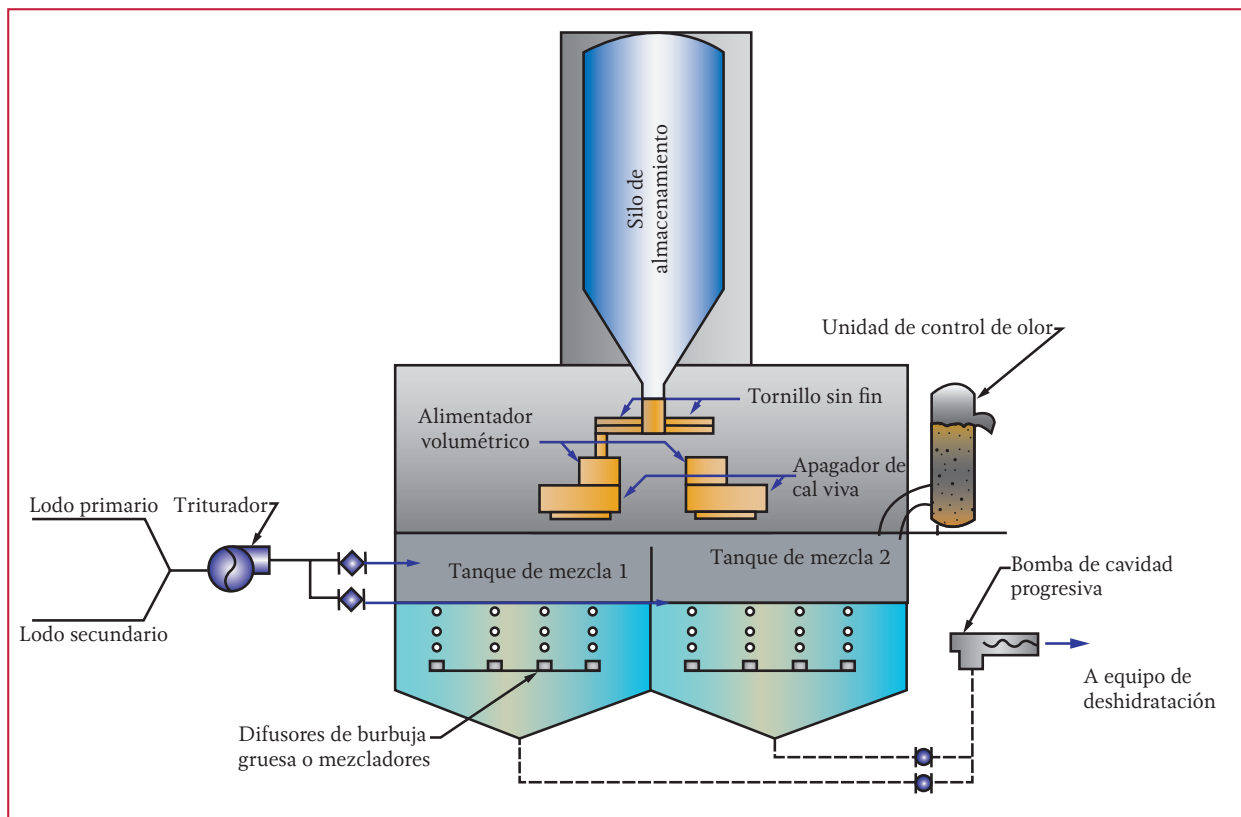 Silo de
almacenamiento
Unidad de control de olor
Tornillo sin fin
Alimentador
volumétrico
Apagador de
cal viva
Lodo primario
Triturador
Tanque de mezcla 1
Tanque de mezcla 2
Bomba de cavidad
progresiva
Lodo secundario
A equipo de
deshidratación
Difusores de burbuja
gruesa o mezcladores